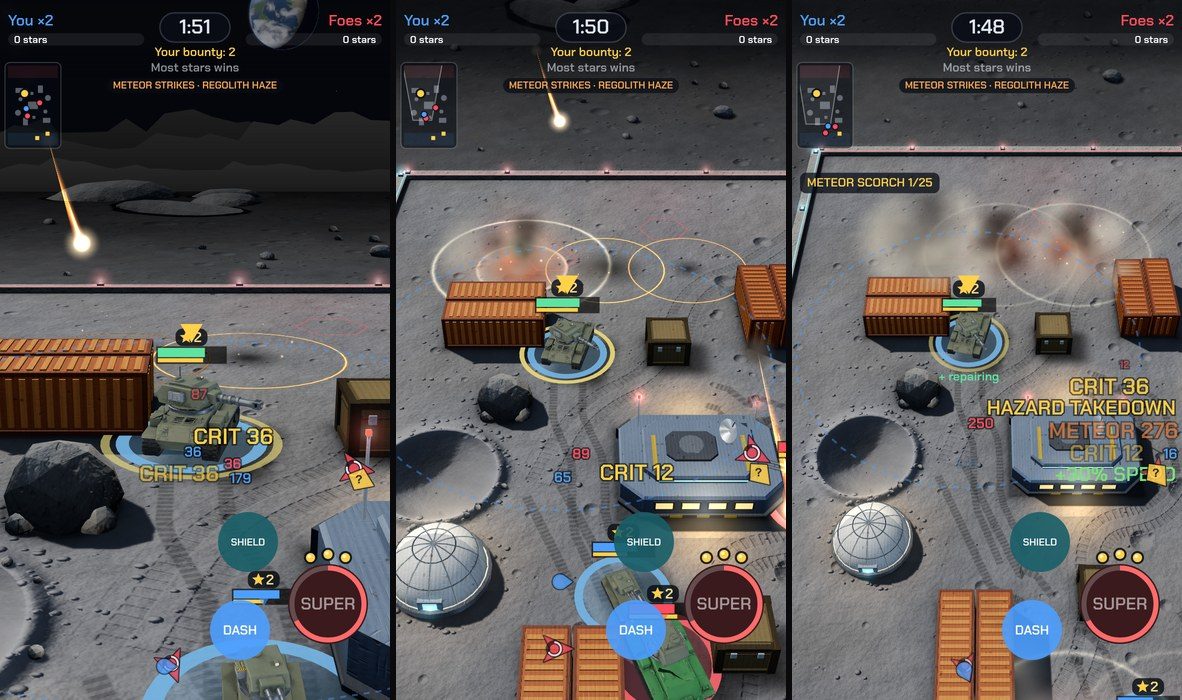 You ×2
1:51
Foes ×2
0 stars
0 stars
Your bounty: 2
Most stars wins
METEOR STRIKES · REGOLITH HAZE
★2
87
CRIT 36
36
36
CRIT 36
179
?
SHIELD
★2
SUPER
DASH
You ×2
1:50
Foes ×2
0 stars
0 stars
Your bounty: 2
Most stars wins
METEOR STRIKES · REGOLITH HAZE
★2
89
65
CRIT 12
?
SHIELD
★2
SUPER
DASH
You ×2
1:48
Foes ×2
0 stars
0 stars
Your bounty: 2
Most stars wins
METEOR STRIKES · REGOLITH HAZE
METEOR SCORCH 1/25
★2
+ repairing
12
CRIT 36
HAZARD TAKEDOWN
250
METEOR 276
CRIT 12
16
?
SHIELD
SUPER
DASH
★2